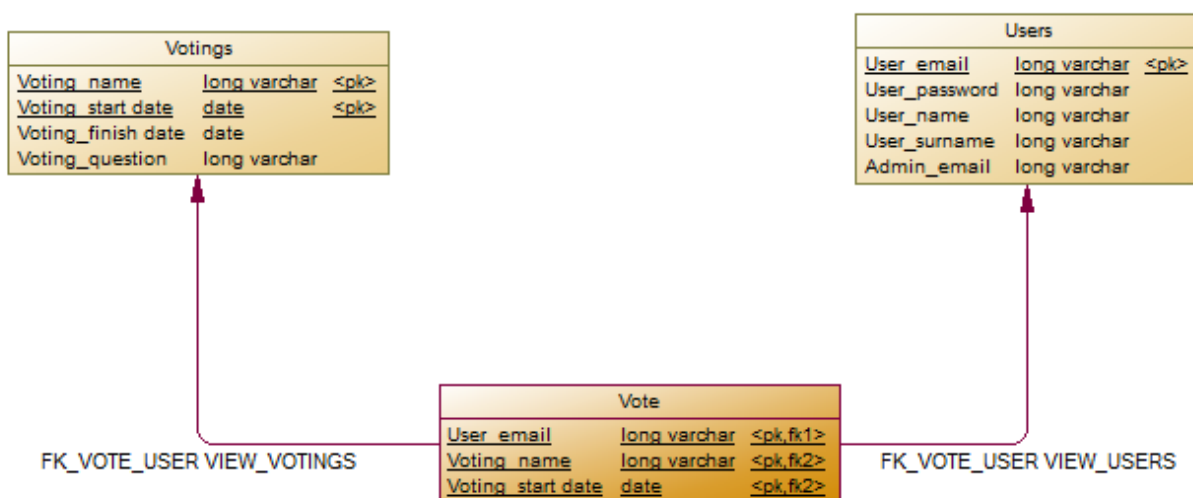 Votings
Voting_name long varchar <pk>
Voting_start date date <pk>
Voting_finish date date
Voting_question long varchar
Users
User_email long varchar <pk>
User_password long varchar
User_name long varchar
User_surname long varchar
Admin_email long varchar
Vote
User_email long varchar <pk,fk1>
Voting_name long varchar <pk,fk2>
Voting_start date date <pk,fk2>
FK_VOTE_USER VIEW_VOTINGS
FK_VOTE_USER VIEW_USERS